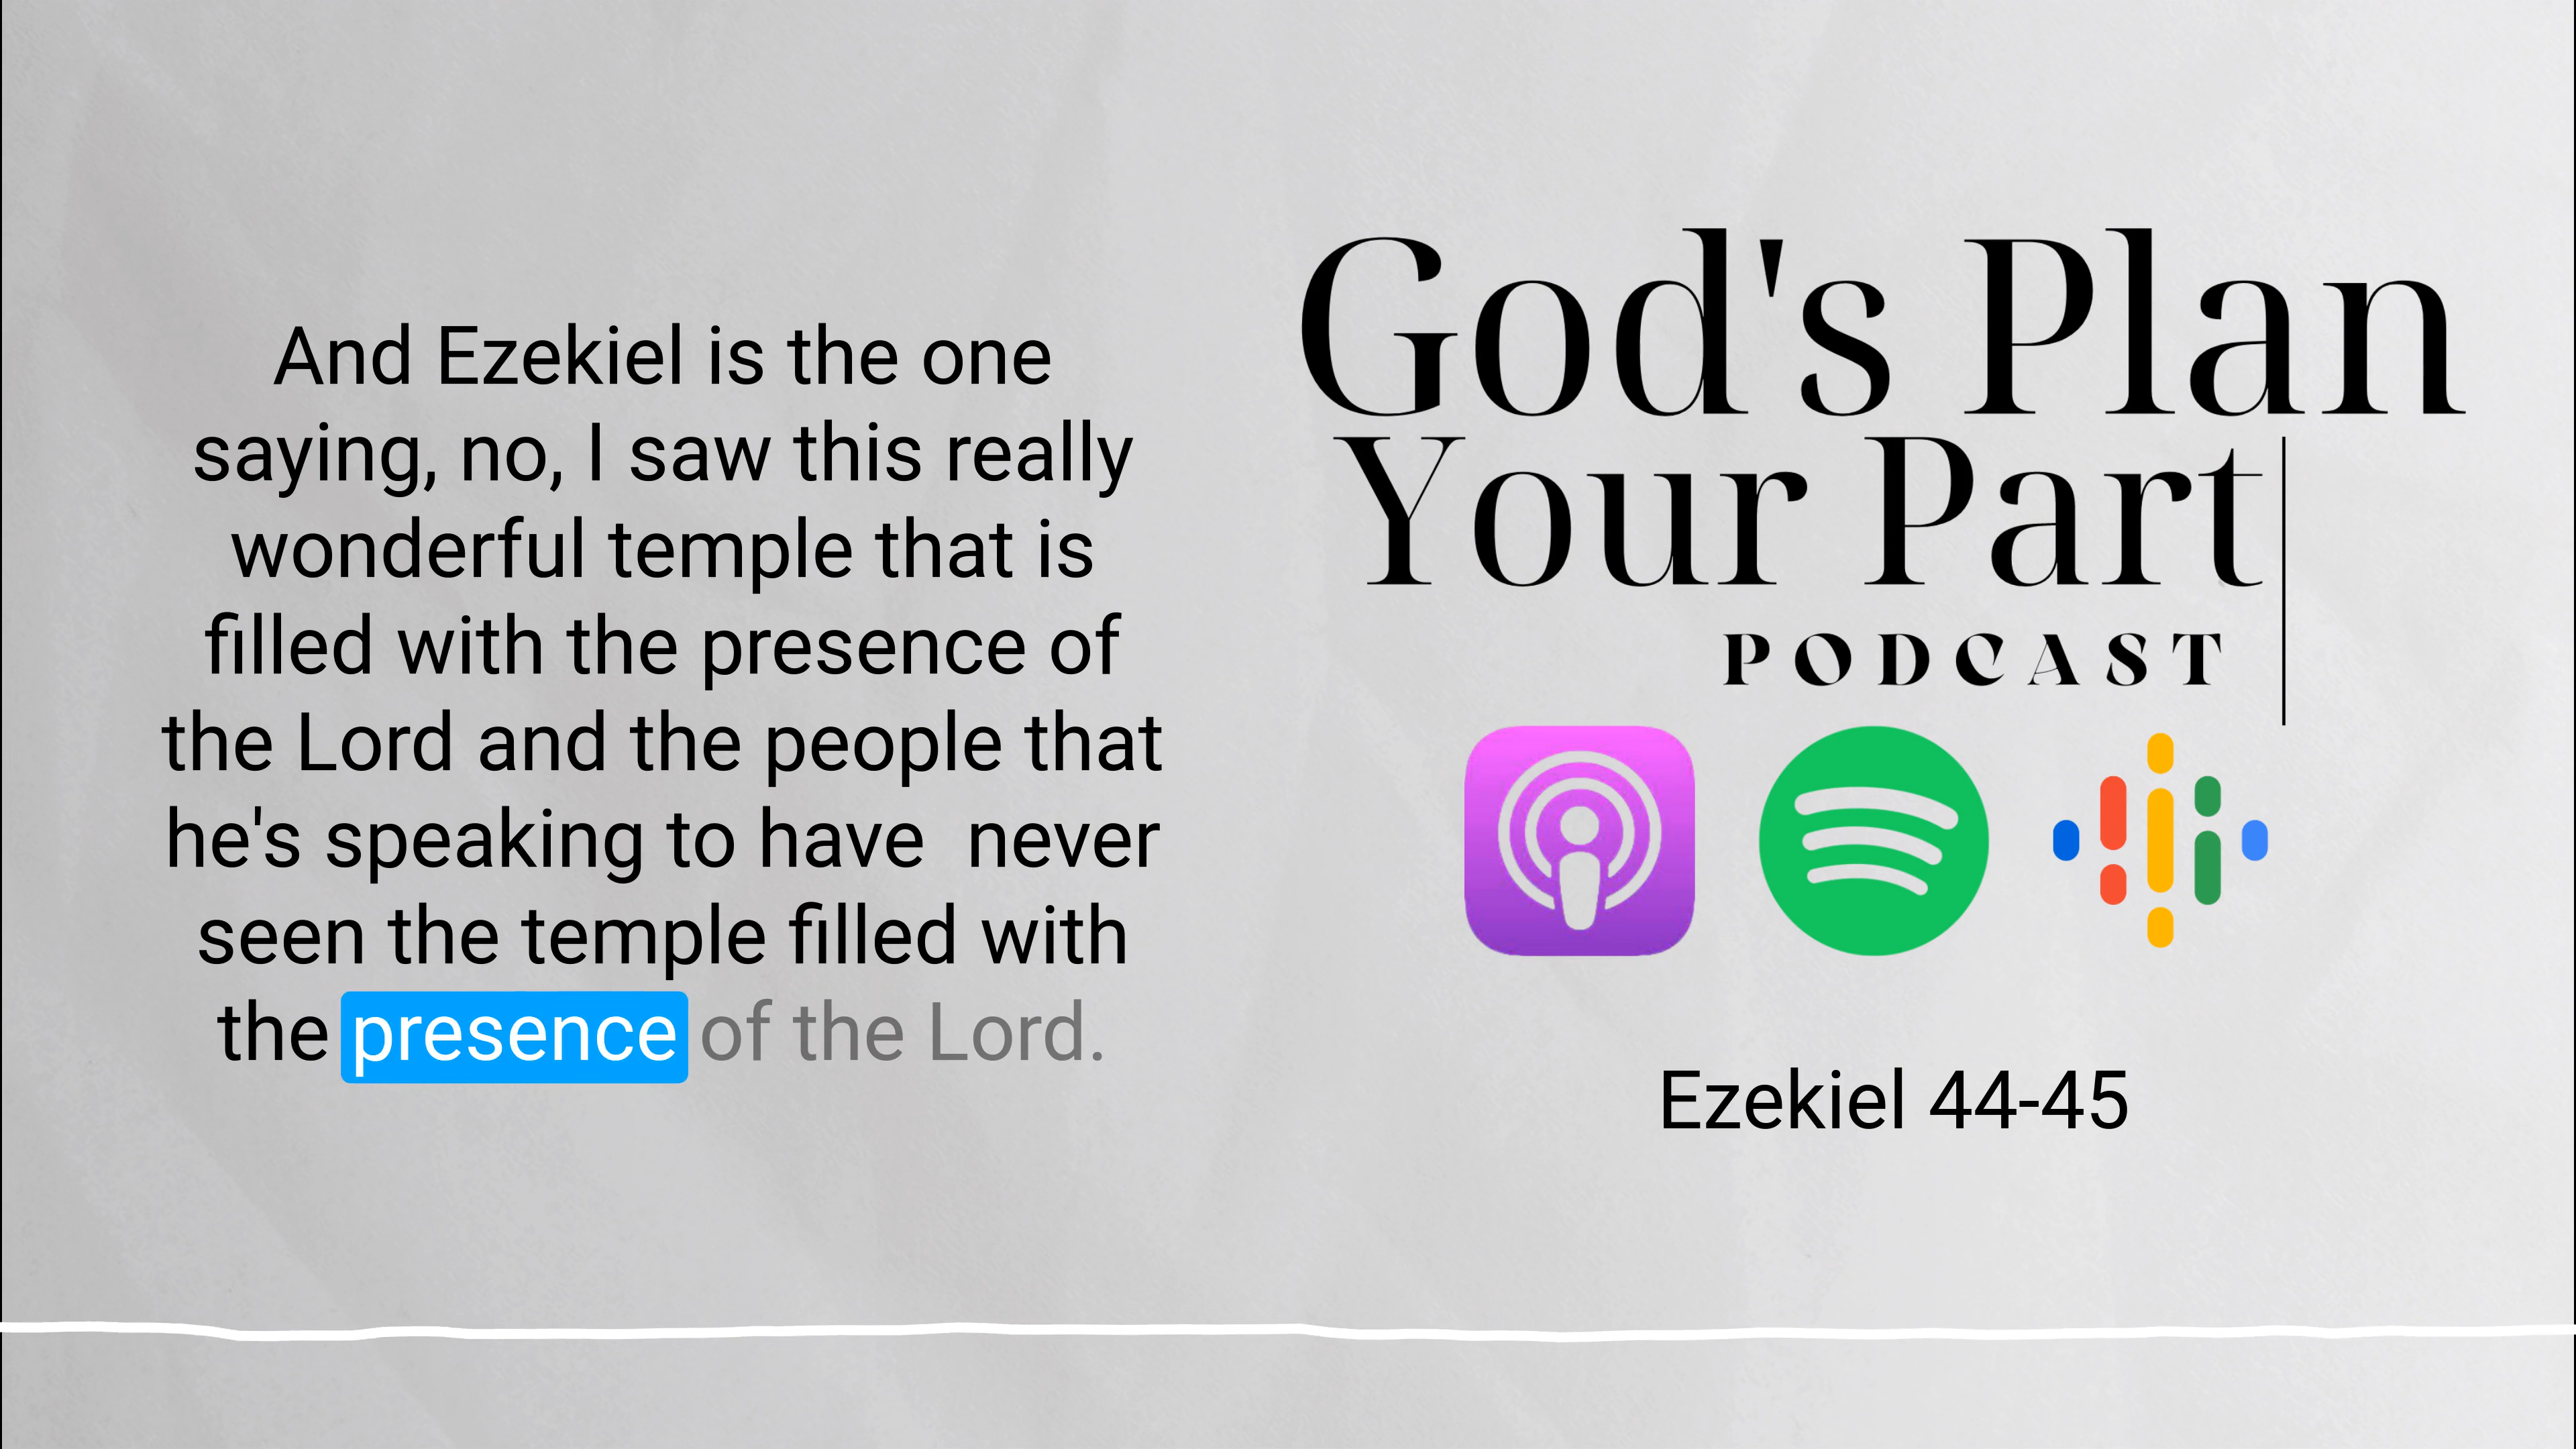 And Ezekiel is the one
saying, no, I saw this really
wonderful temple that is
filled with the presence of
the Lord and the people that
he's speaking to have  never
seen the temple filled with
the presence of the Lord.
God's Plan
Your Part
PODCAST
Ezekiel 44-45